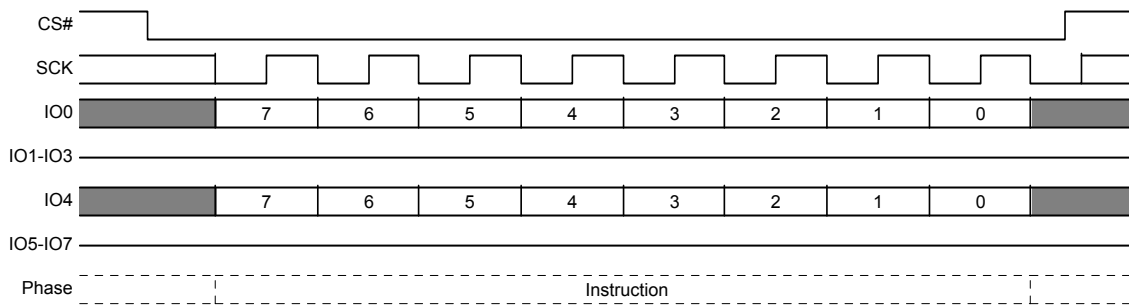 CS#
SCK
IO0 7 6 5 4 3 2 1 0
IO1-IO3
IO4 7 6 5 4 3 2 1 0
IO5-IO7
Phase Instruction